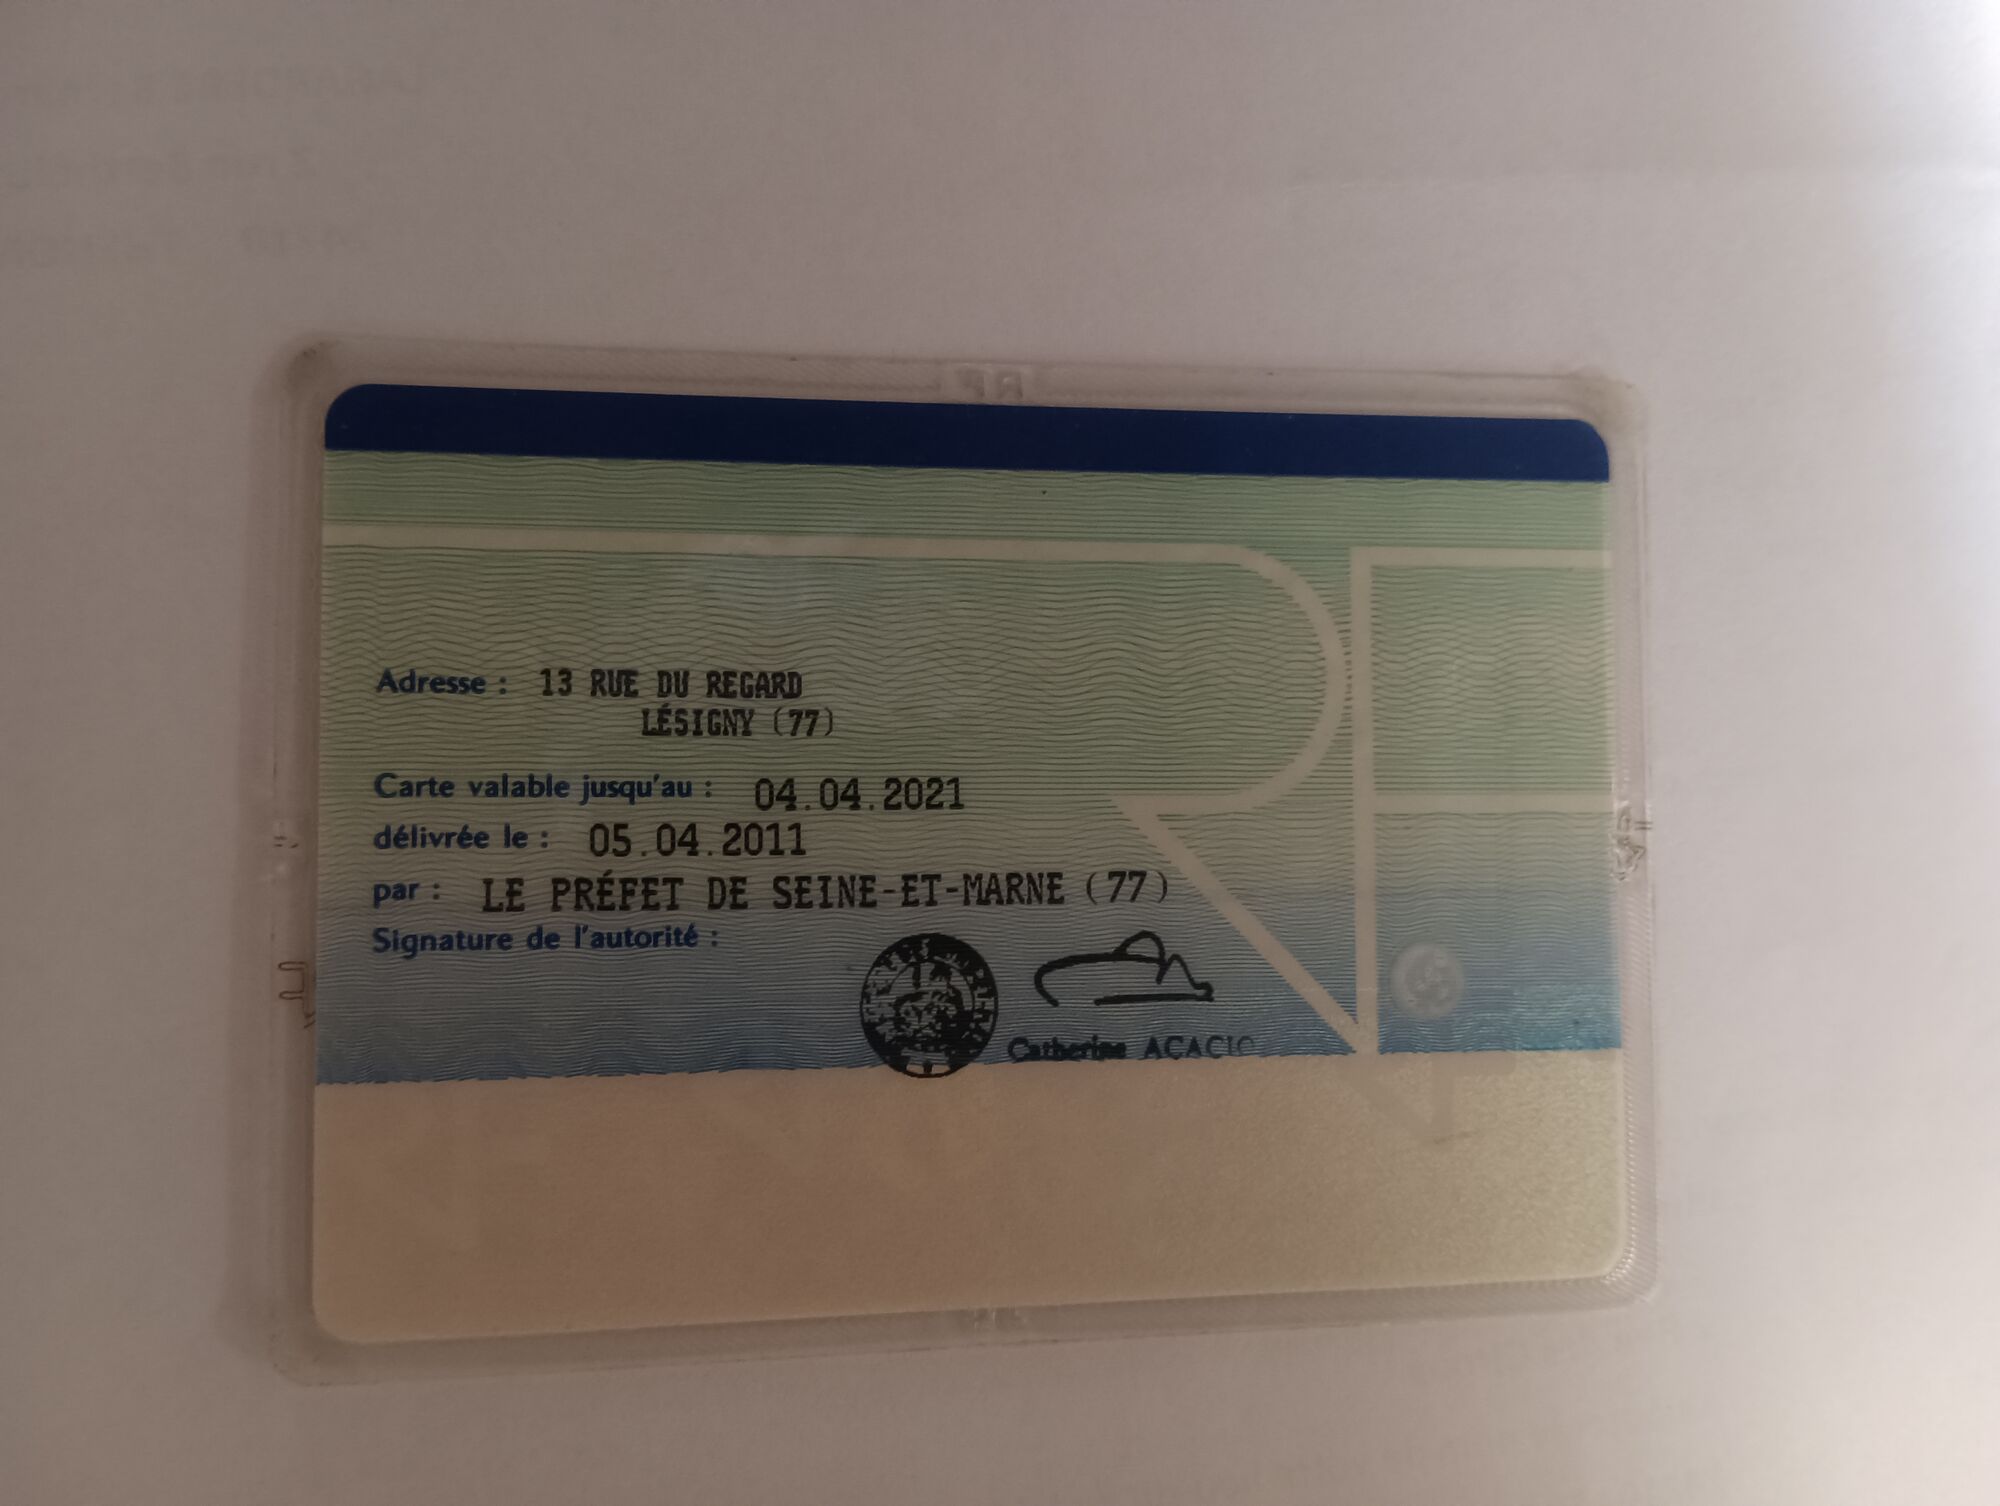 Adresse : 13 RUE DU REGARD
LÉSIGNY (77)
Carte valable jusqu'au : 04.04.2021
délivrée le : 05.04.2011
par : LE PRÉFET DE SEINE-ET-MARNE (77)
Signature de l'autorité :
Catherine
RF